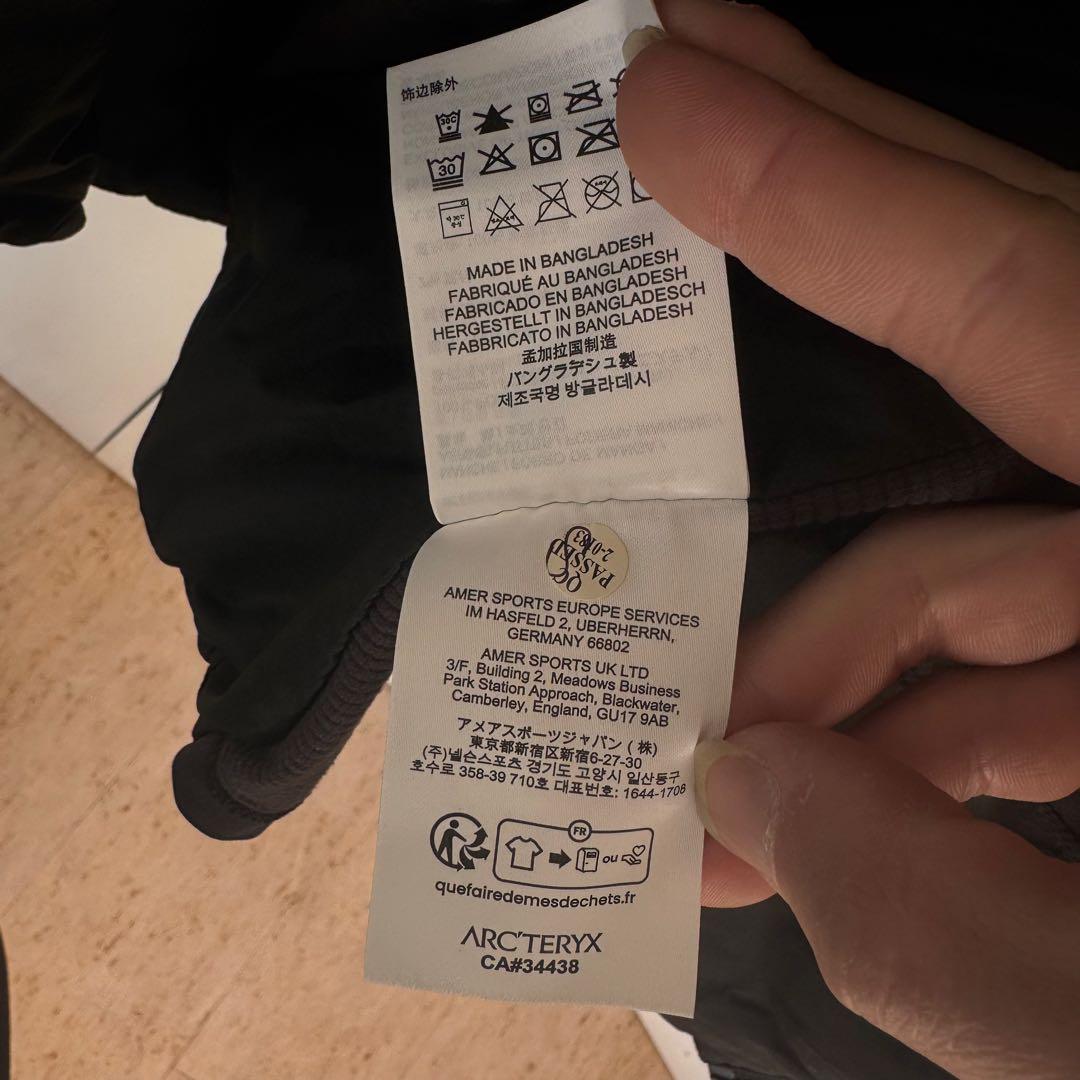 饰边除外
30C
30
MADE IN BANGLADESH
FABRIQUÉ AU BANGLADESH
FABRICADO EN BANGLADESH
HERGESTELLT IN BANGLADESCH
FABBRICATO IN BANGLADESH
孟加拉国制造
バングラデシュ製
제조국명 방글라데시
QC
PASSED
2-0183
AMER SPORTS EUROPE SERVICES
IM HASFELD 2, UBERHERRN,
GERMANY 66802
AMER SPORTS UK LTD
3/F, Building 2, Meadows Business
Park Station Approach, Blackwater,
Camberley, England, GU17 9AB
アメアスポーツジャパン (株)
東京都新宿区新宿6-27-30
(주)넬슨스포츠 경기도 고양시 일산동구
호수로 358-39 710호 대표번호: 1644-1708
FR
ou
quefairedemesdechets.fr
ARC'TERYX
CA#34438